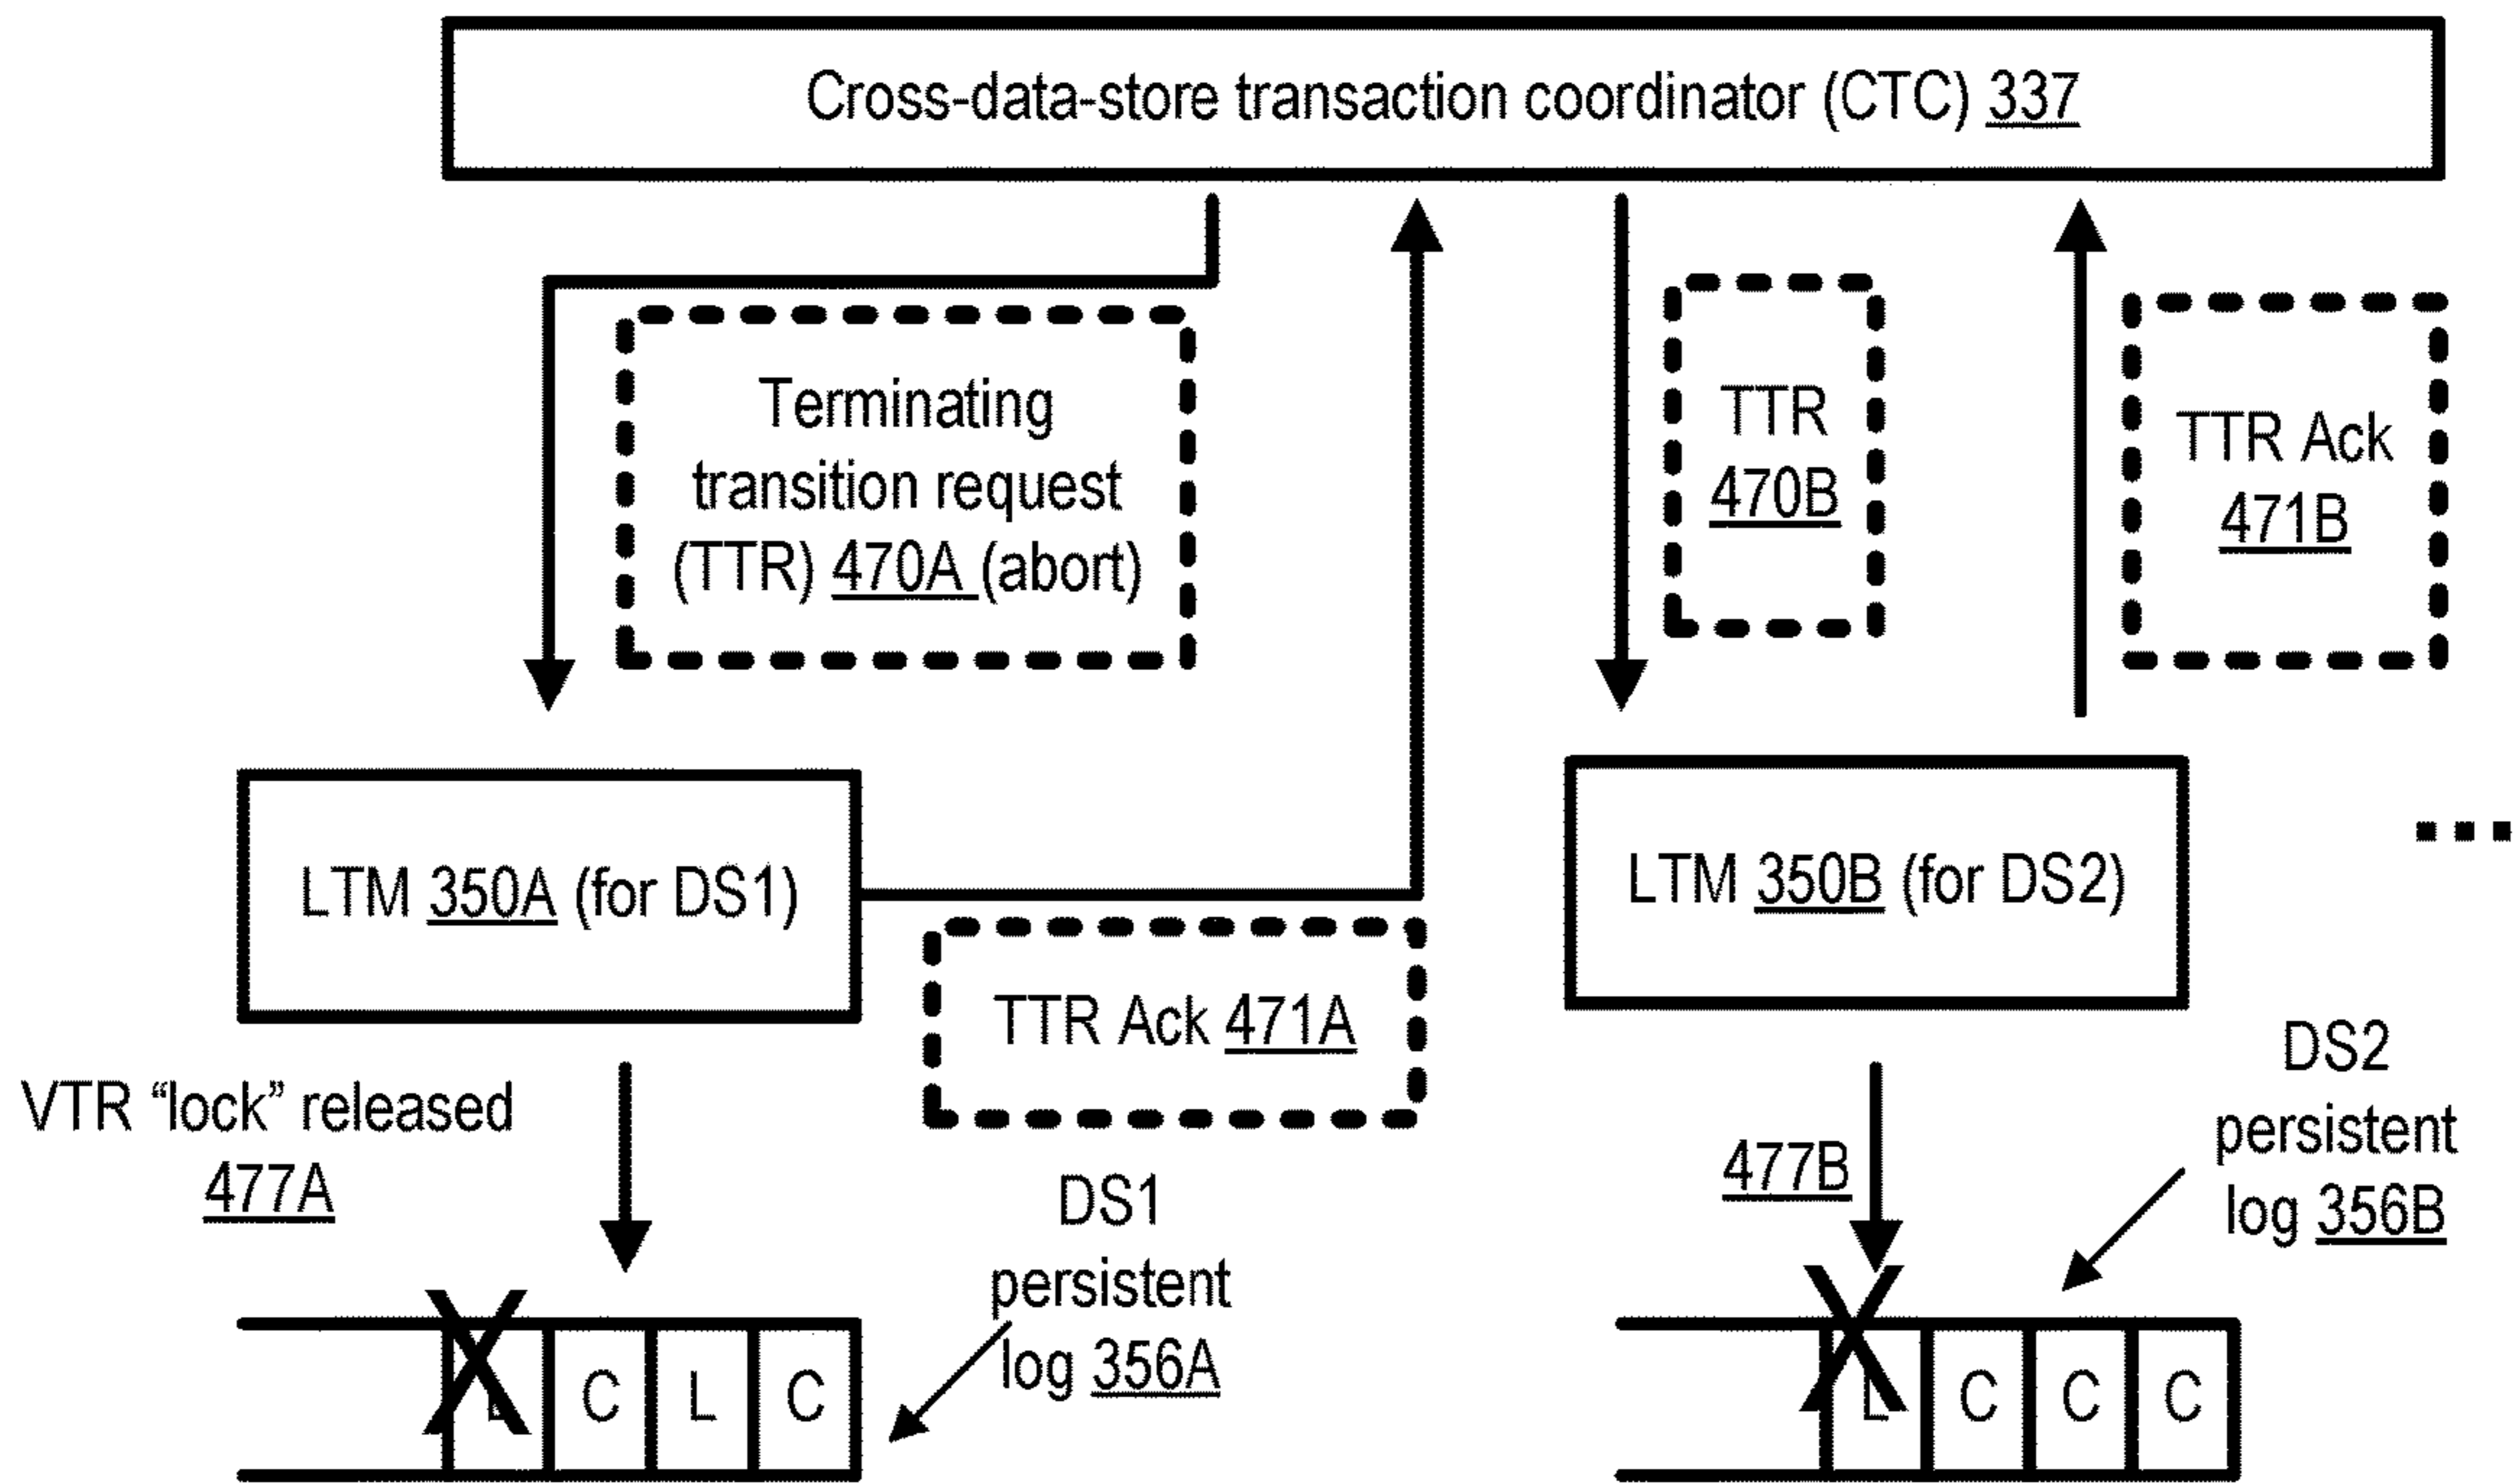 Cross-data-store transaction coordinator (CTC) 337
Terminating
transition request
(TTR) 470A (abort)
TTR
470B
TTR Ack
471B
LTM 350A (for DS1)
LTM 350B (for DS2)
...
TTR Ack 471A
VTR “lock” released
477A
DS1
persistent
log 356A
477B
DS2
persistent
log 356B
L C L C
L C C C